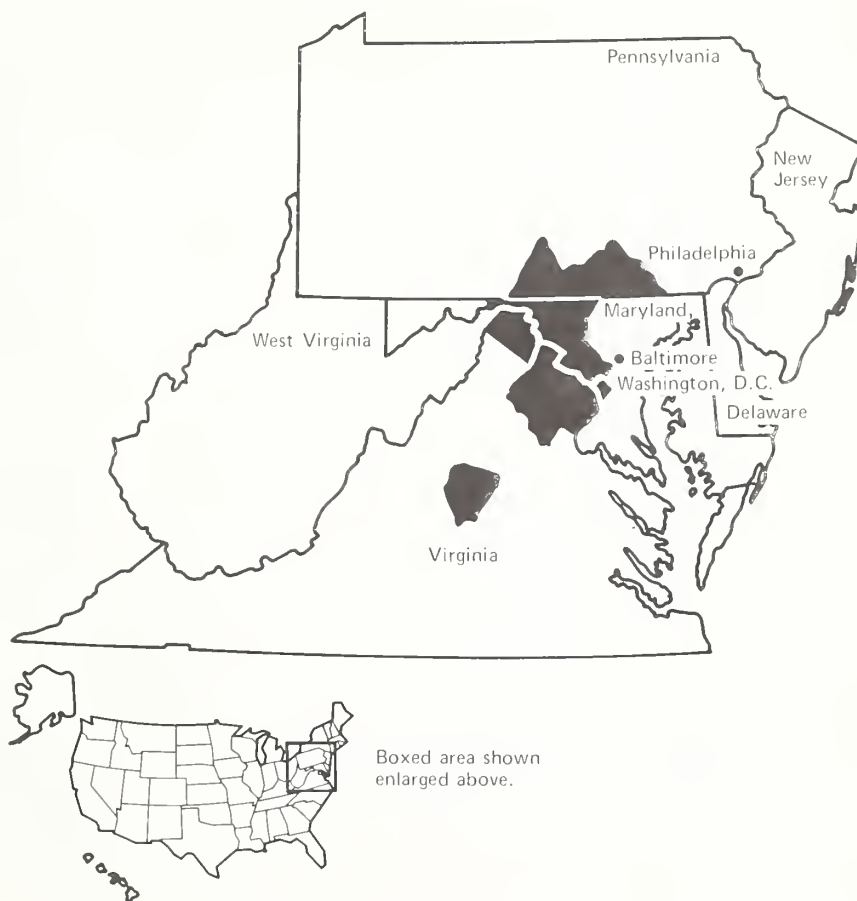 Pennsylvania
New
Jersey
Philadelphia
Maryland,
West Virginia
Baltimore
Washington, D.C.
Delaware
Virginia
Boxed area shown
enlarged above.